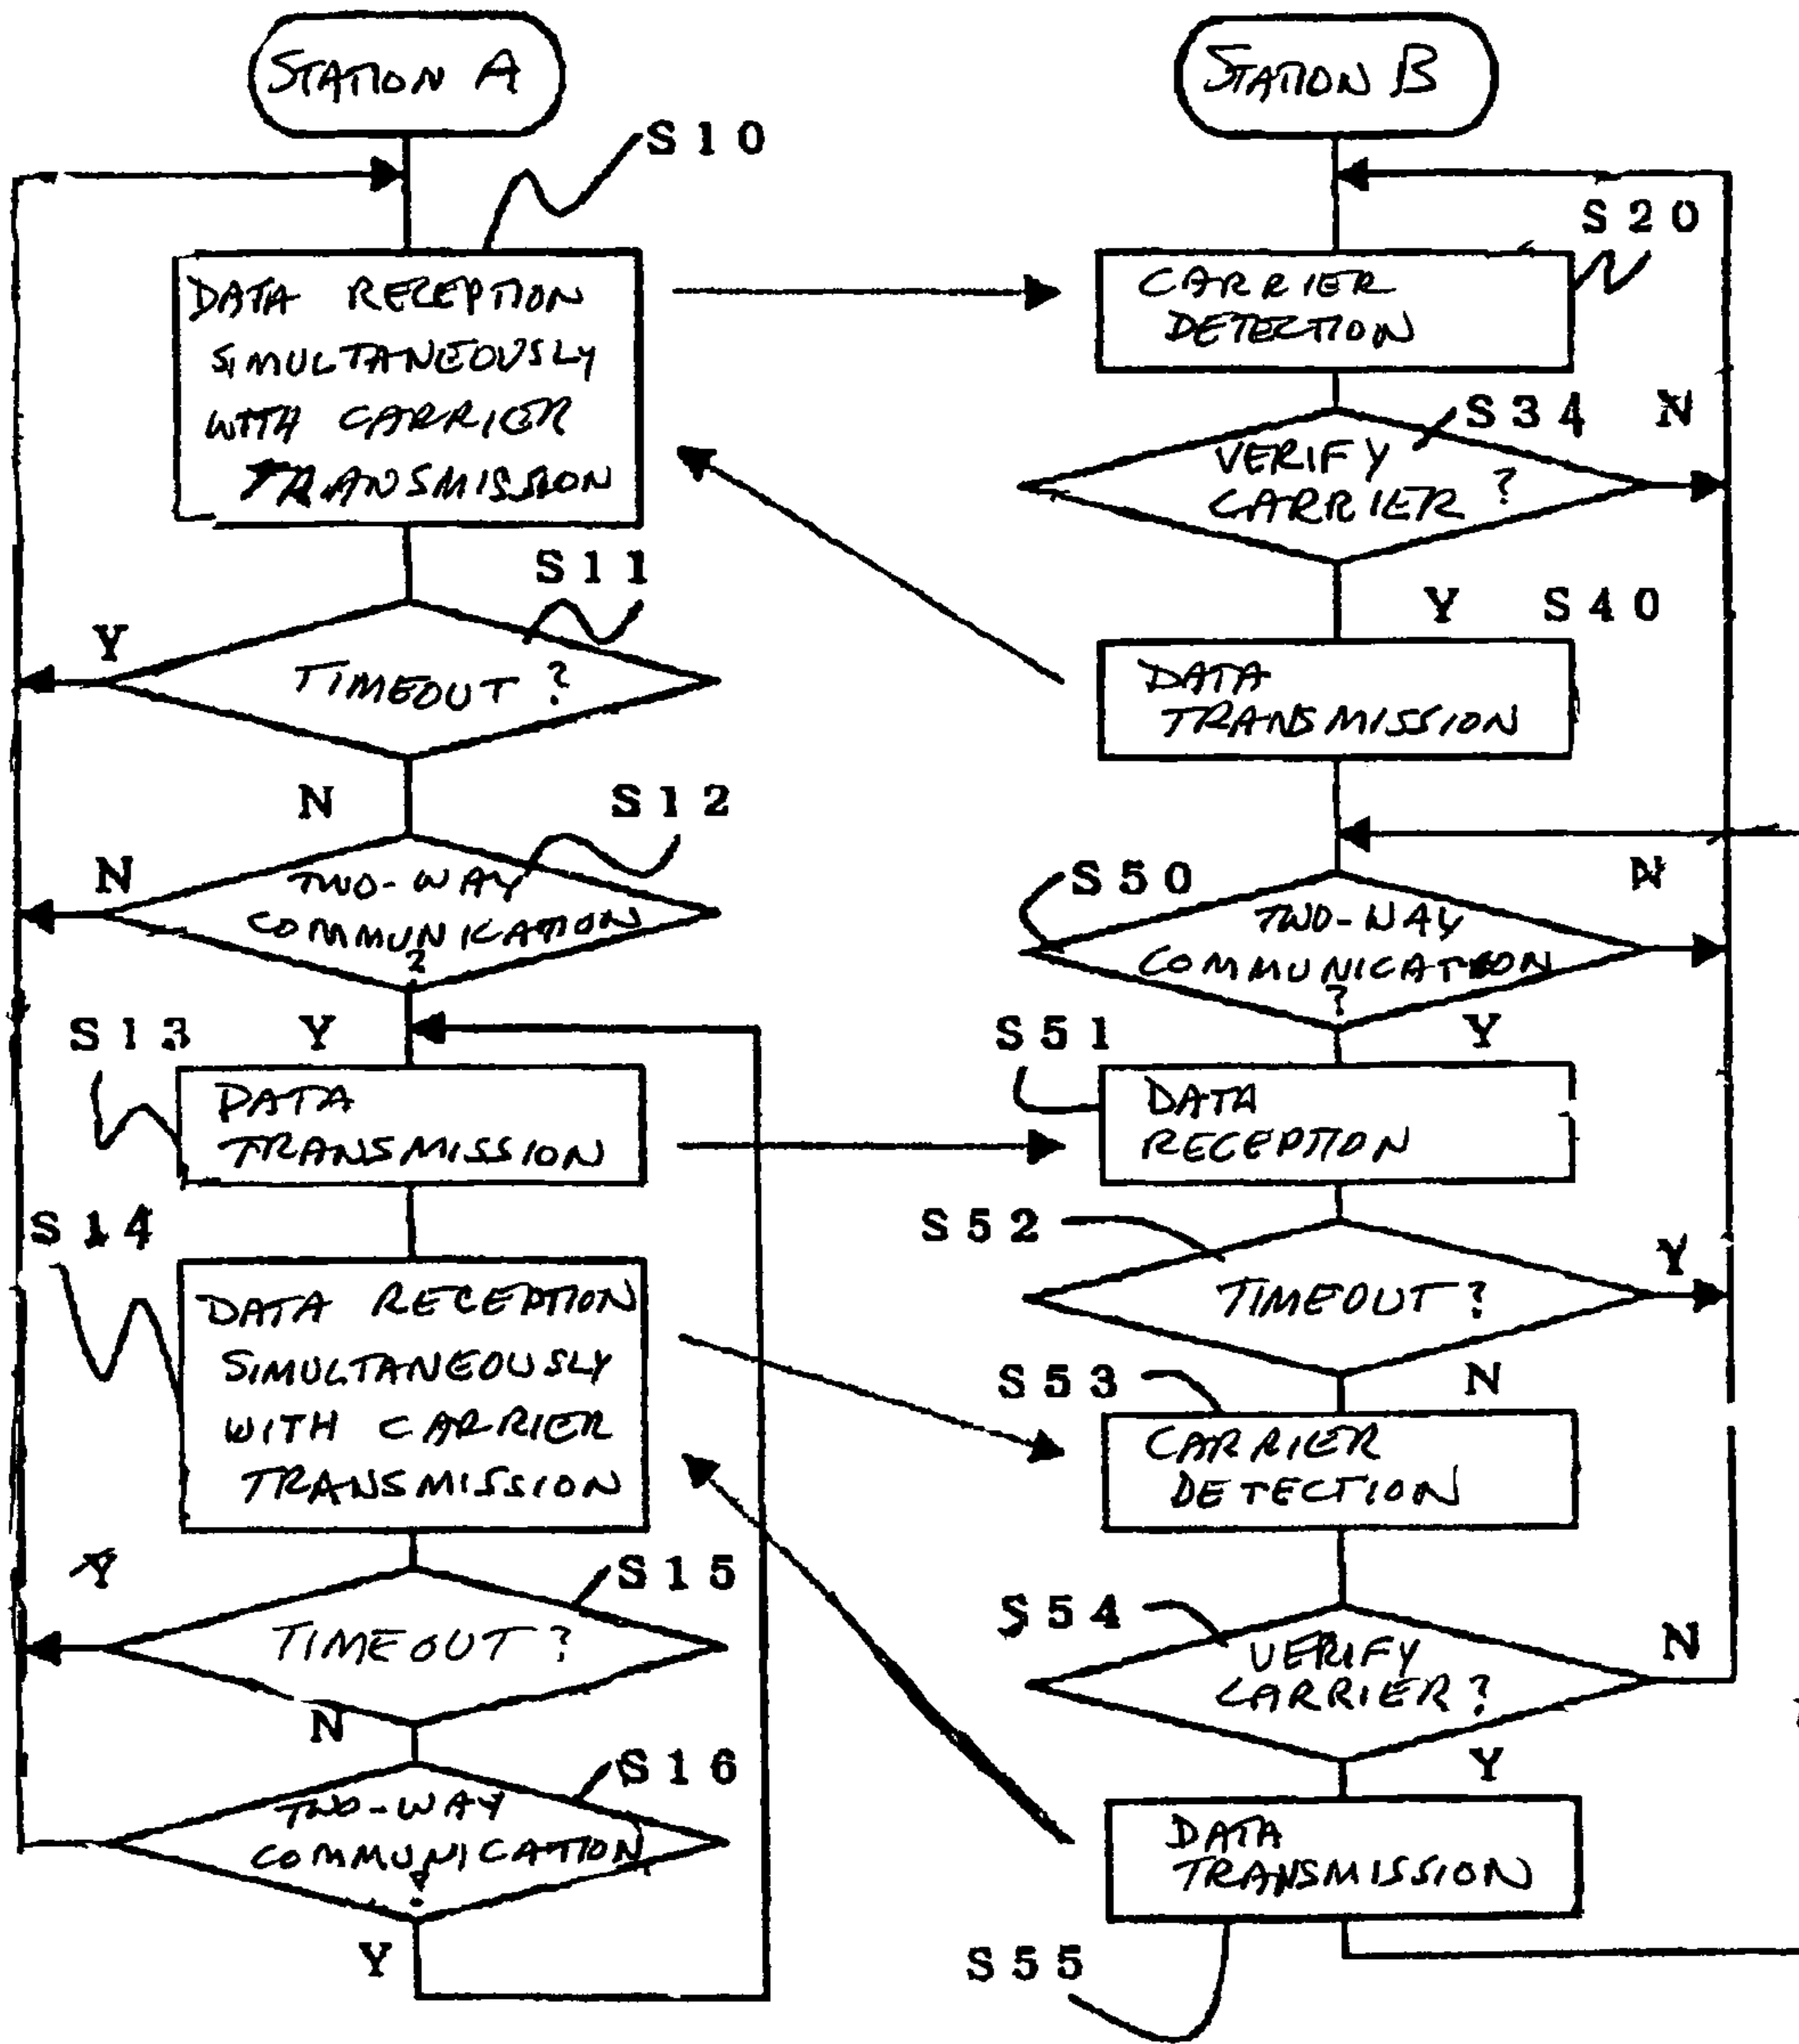 STATION A
S10
DATA RECEPTION
SIMULTANEOUSLY
WITH CARRIER
TRANSMISSION
S11
Y
TIMEOUT ?
N
S12
N
TWO-WAY
COMMUNICATION
?
S13
Y
DATA
TRANSMISSION
S14
DATA RECEPTION
SIMULTANEOUSLY
WITH CARRIER
TRANSMISSION
Y
S15
TIMEOUT ?
N
S16
TWO-WAY
COMMUNICATION
?
Y
STATION B
S20
CARRIER
DETECTION
S34
N
VERIFY
CARRIER ?
Y
S40
DATA
TRANSMISSION
S50
N
TWO-WAY
COMMUNICATION
?
S51
Y
DATA
RECEPTION
S52
Y
TIMEOUT ?
S53
N
CARRIER
DETECTION
S54
N
VERIFY
CARRIER ?
Y
DATA
TRANSMISSION
S55